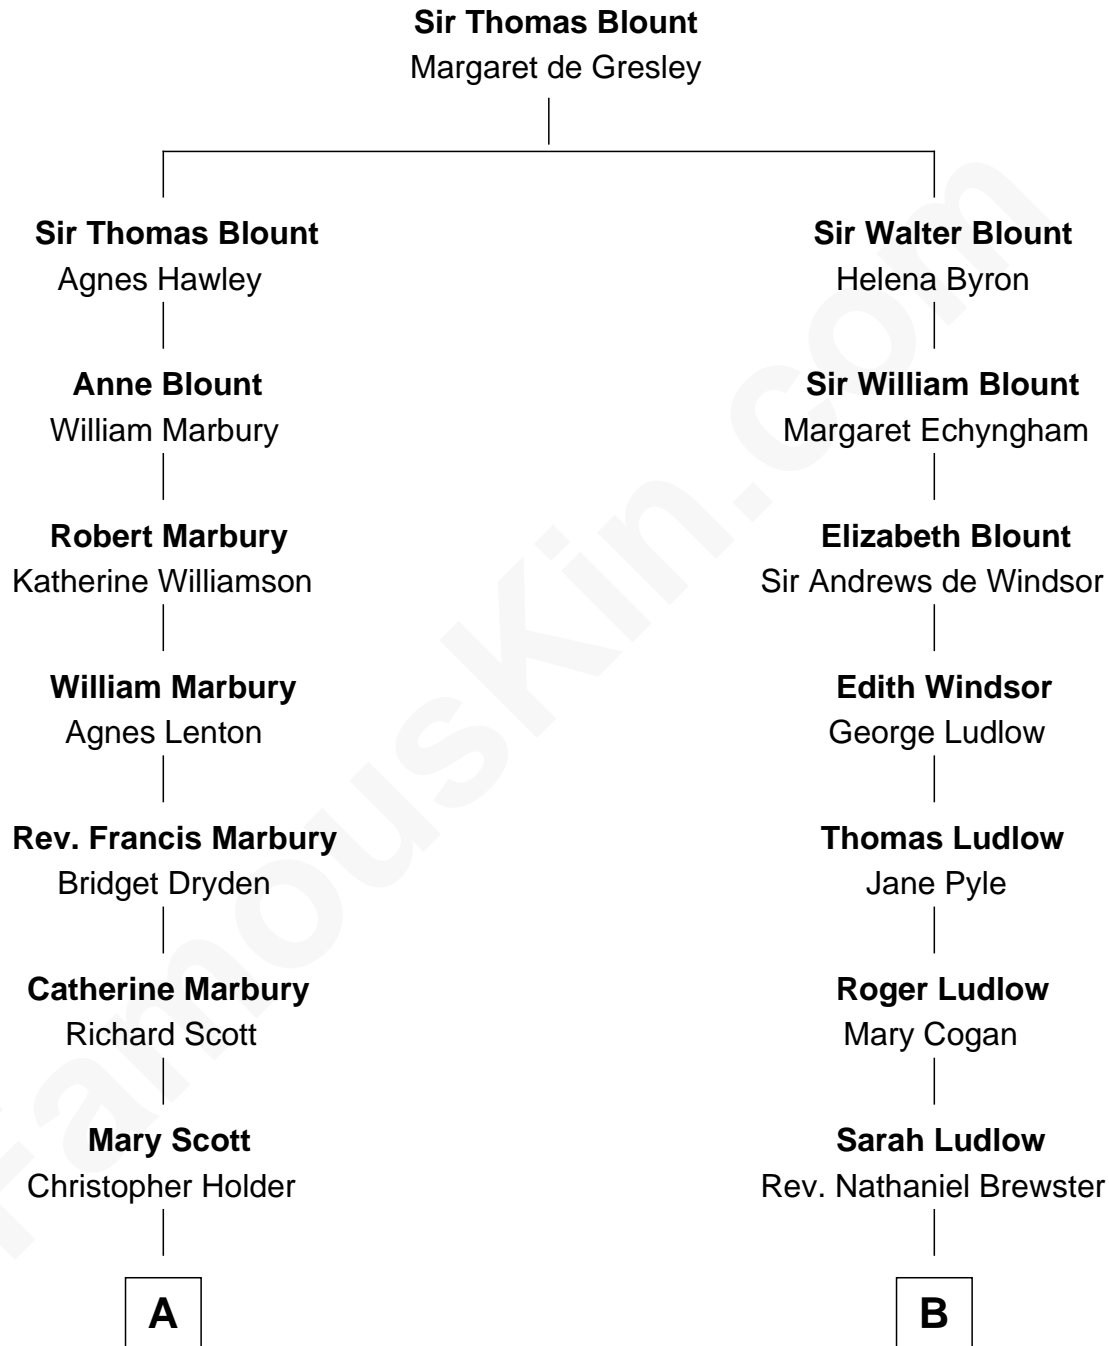 Sir Thomas Blount
Margaret de Gresley
Sir Thomas Blount
Agnes Hawley
Sir Walter Blount
Helena Byron
Anne Blount
William Marbury
Sir William Blount
Margaret Echyngham
Robert Marbury
Katherine Williamson
Elizabeth Blount
Sir Andrews de Windsor
William Marbury
Agnes Lenton
Edith Windsor
George Ludlow
Rev. Francis Marbury
Bridget Dryden
Thomas Ludlow
Jane Pyle
Catherine Marbury
Richard Scott
Roger Ludlow
Mary Cogan
Mary Scott
Christopher Holder
Sarah Ludlow
Rev. Nathaniel Brewster
A
B
FamousKin.com